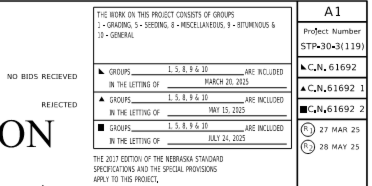 THE WORK ON THIS PROJECT CONSISTS OF GROUPS
1 - GRADING, 5 - SEEDING, 8 - MISCELLANEOUS, 9 - BITUMINOUS &
10 - GENERAL
GROUPS 1, 5, 8, 9 & 10 ARE INCLUDED
IN THE LETTING OF MARCH 20, 2025
NO BIDS RECIEVED
GROUPS 1, 5, 8, 9 & 10 ARE INCLUDED
IN THE LETTING OF MAY 15, 2025
REJECTED
GROUPS 1, 5, 8, 9 & 10 ARE INCLUDED
IN THE LETTING OF JULY 24, 2025
ON
THE 2017 EDITION OF THE NEBRASKA STANDARD
SPECIFICATIONS AND THE SPECIAL PROVISIONS
APPLY TO THIS PROJECT.
A1
Project Number
STP-30-3(119)
C.N. 61692
C.N. 61692 1
C.N. 61692 2
R1 27 MAR 25
R2 28 MAY 25